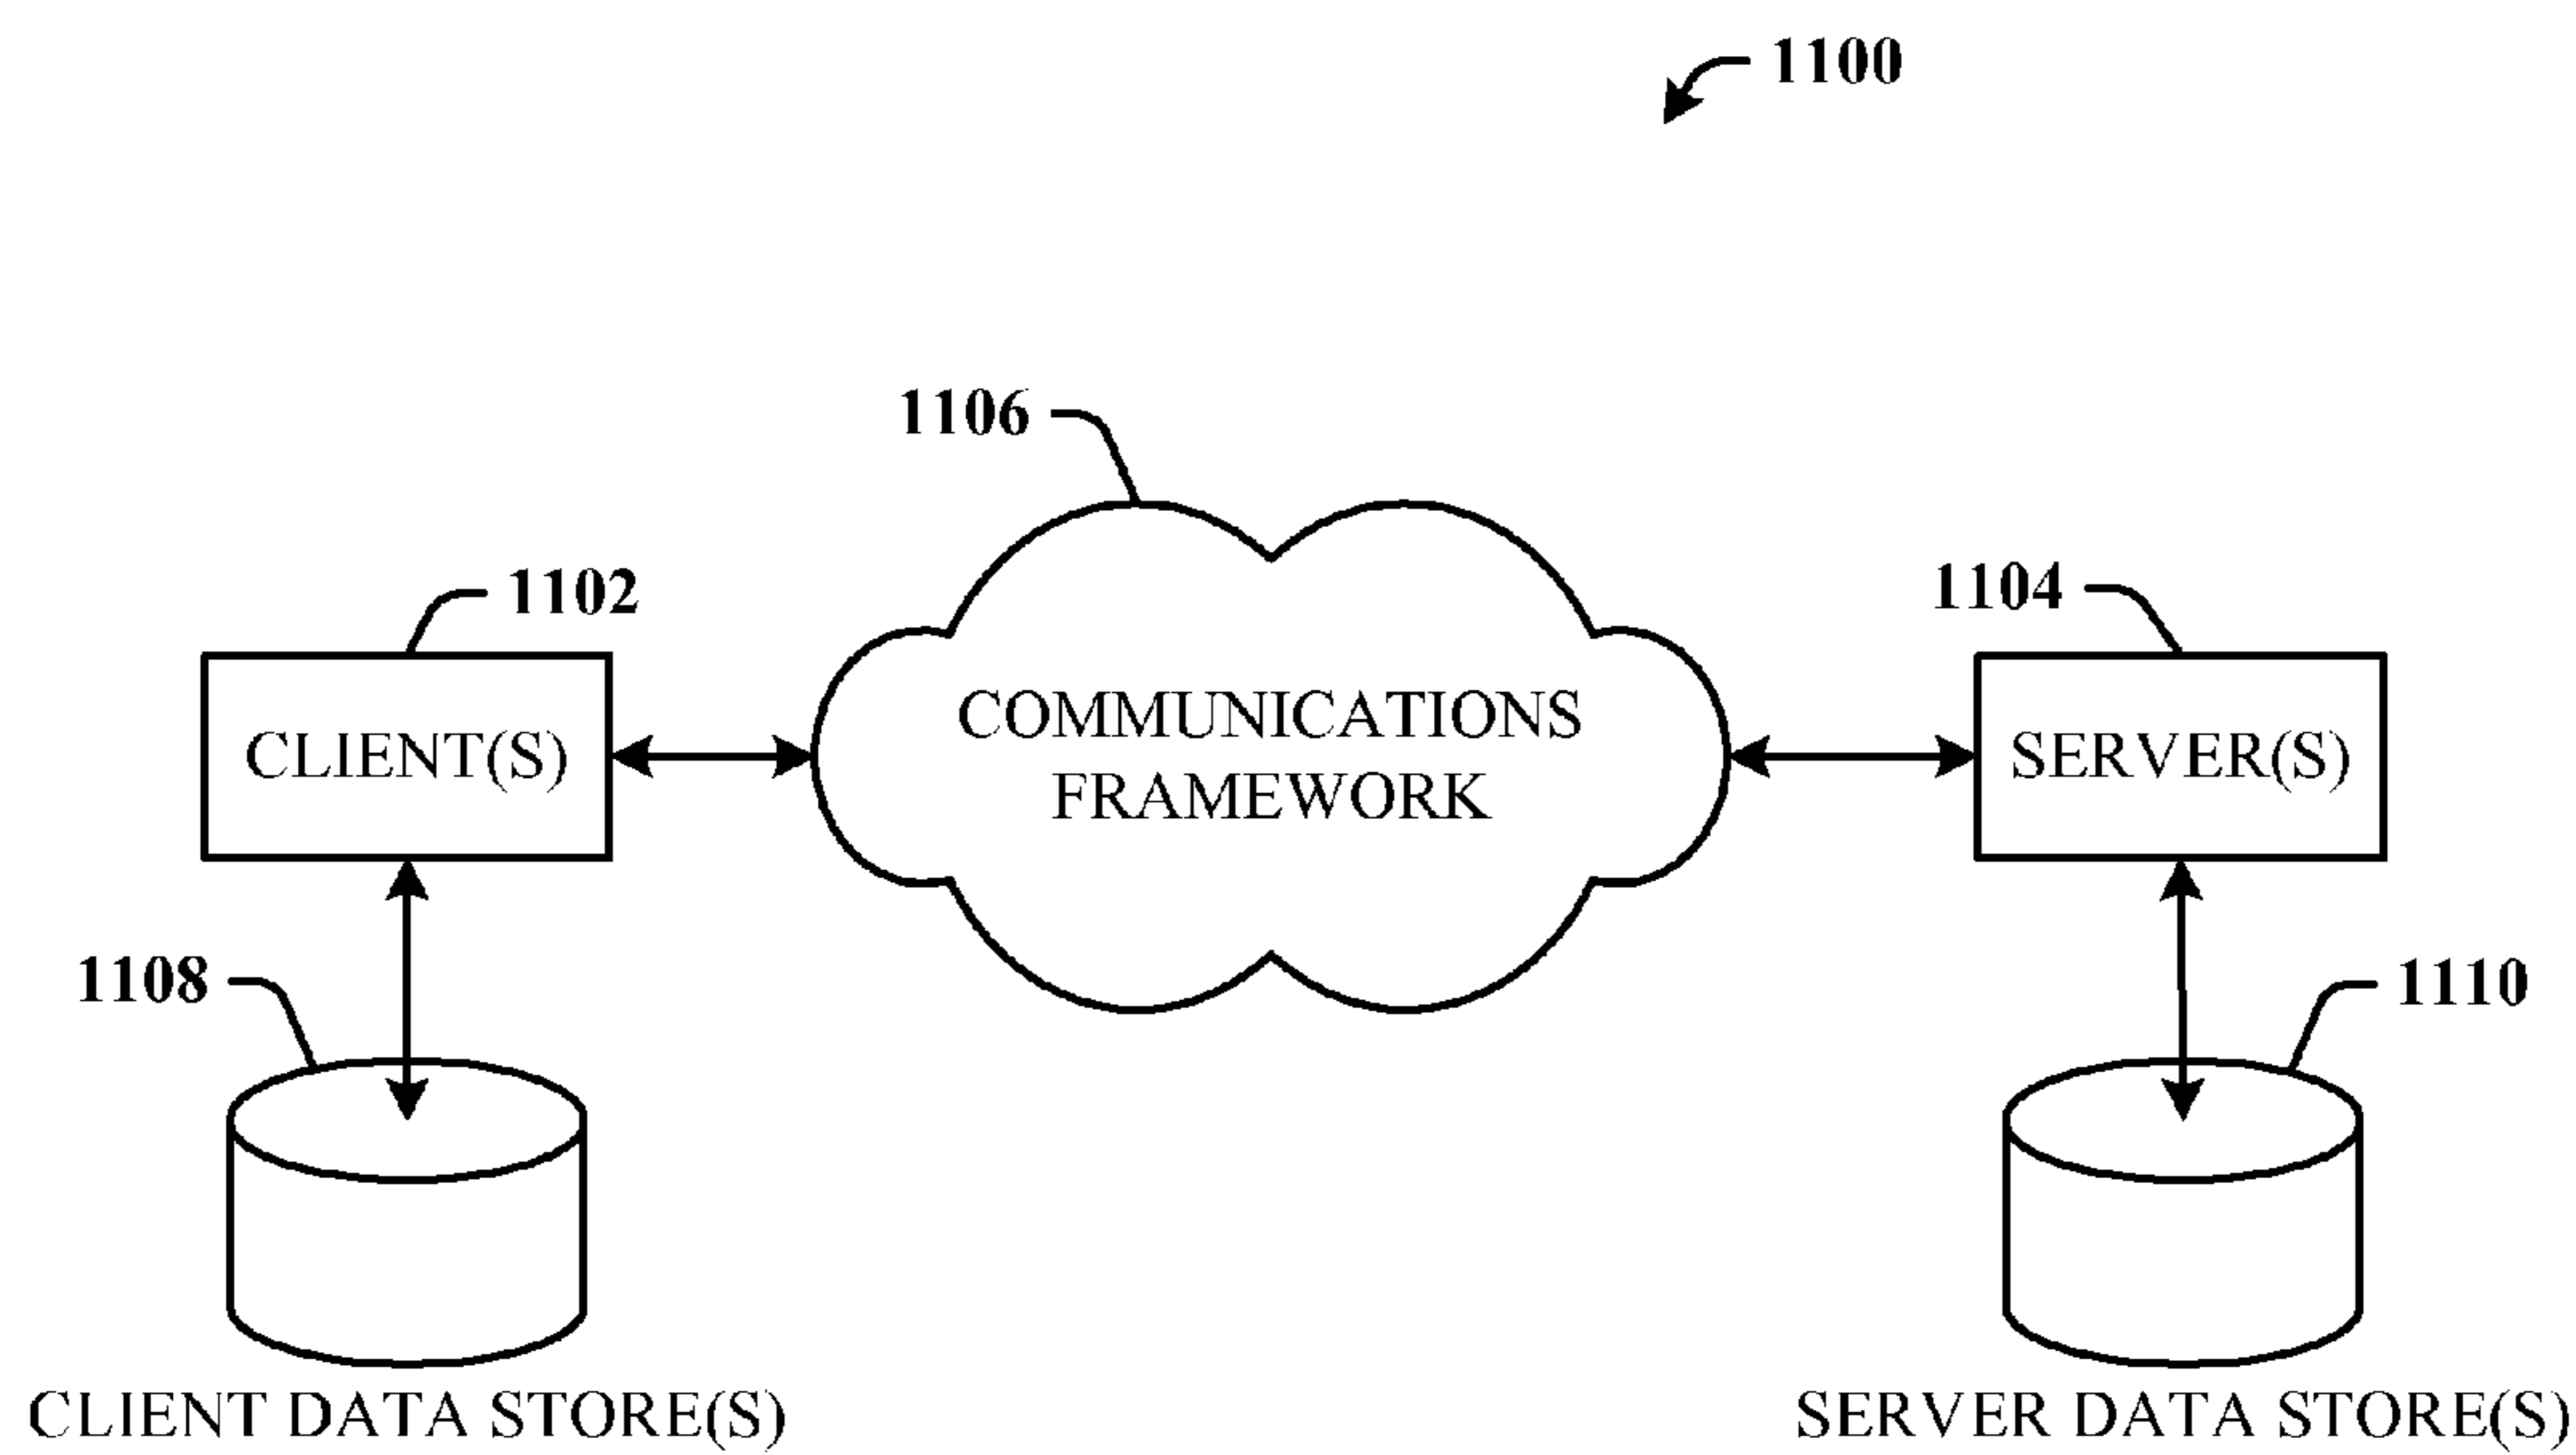 1100
1106
1102
1104
CLIENT(S)
COMMUNICATIONS
FRAMEWORK
SERVER(S)
1108
1110
CLIENT DATA STORE(S)
SERVER DATA STORE(S)